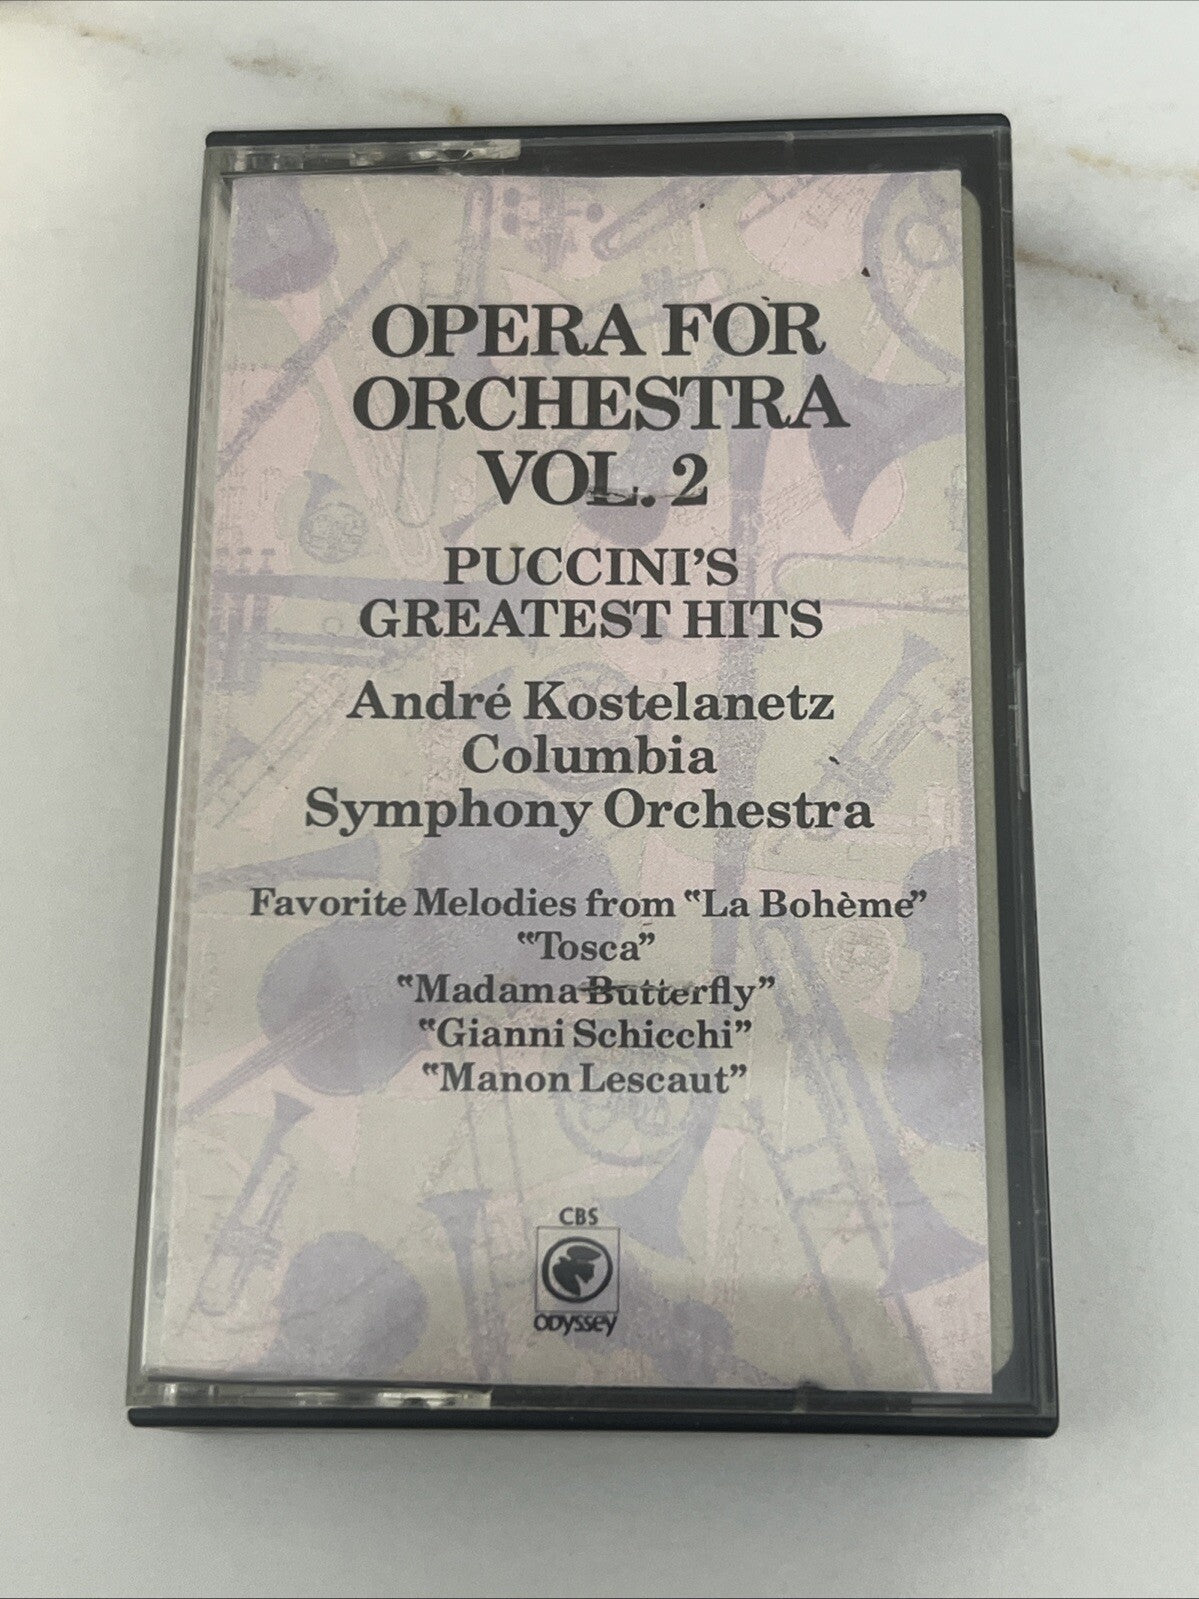 OPERA FOR
ORCHESTRA
VOL. 2
PUCCINI'S
GREATEST HITS
André Kostelanetz
Columbia
Symphony Orchestra
Favorite Melodies from "La Bohème"
"Tosca"
"Madama Butterfly"
"Gianni Schicchi"
"Manon Lescaut"
CBS
ODYSSEY